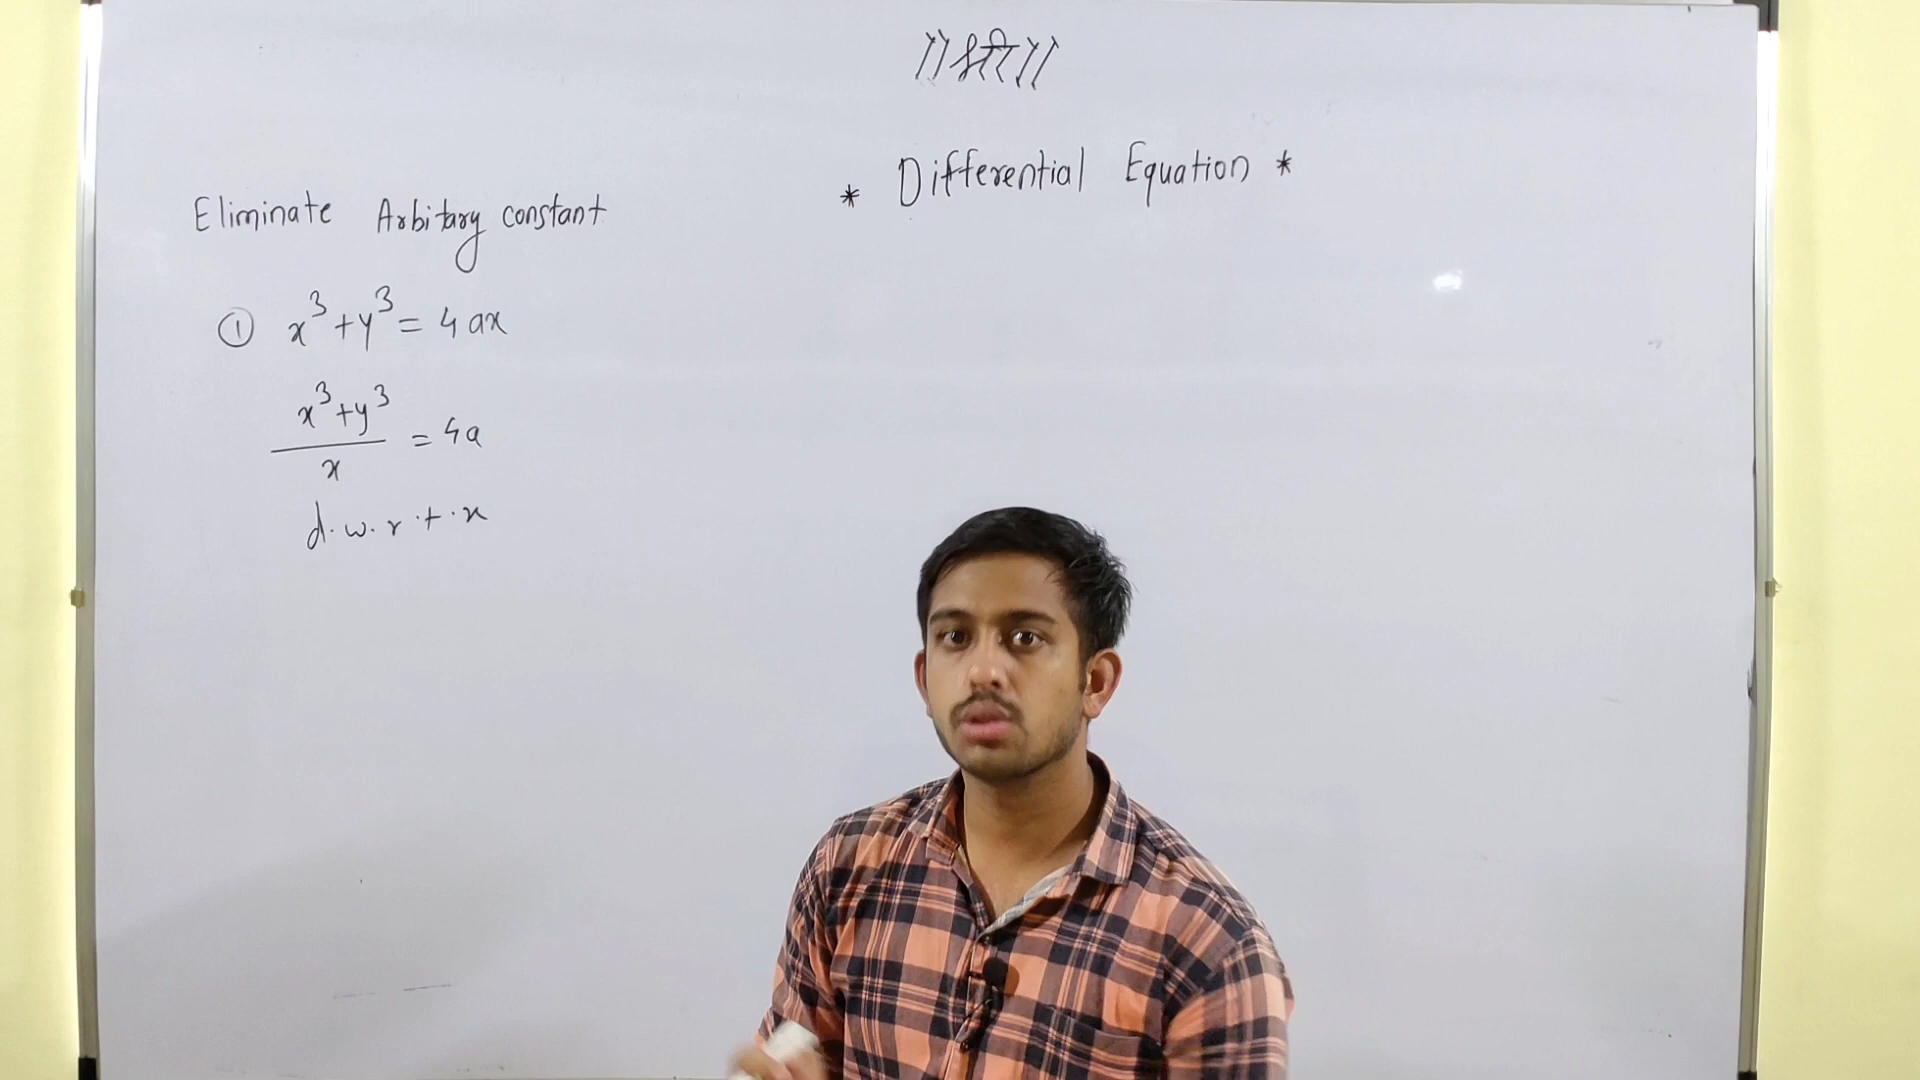 ॥श्री॥
* Differential Equation *
Eliminate Arbitary constant
① x³+y³= 4ax
x³+y³
x
= 4a
d.w.r.t.x